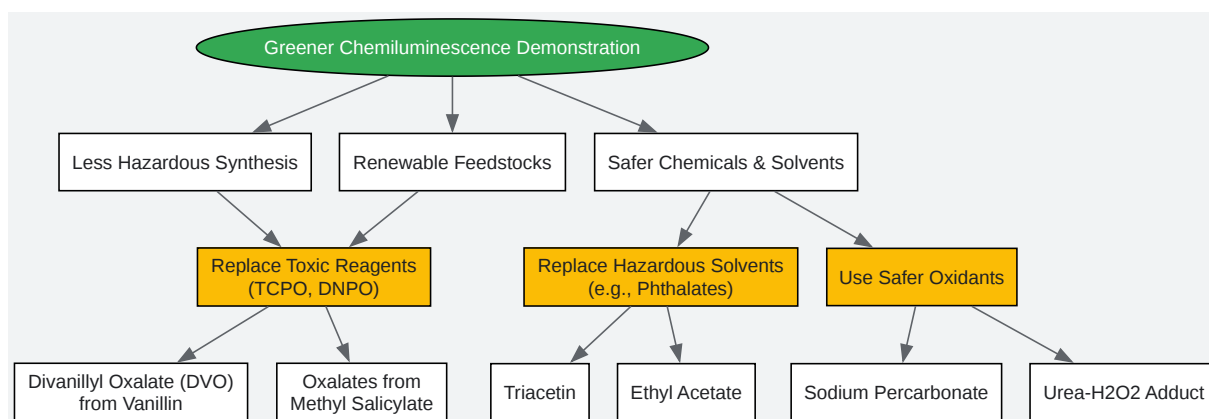 Greener Chemiluminescence Demonstration
Less Hazardous Synthesis
Renewable Feedstocks
Safer Chemicals & Solvents
Replace Toxic Reagents
(TCPO, DNPO)
Replace Hazardous Solvents
(e.g., Phthalates)
Use Safer Oxidants
Divanillyl Oxalate (DVO)
from Vanillin
Oxalates from
Methyl Salicylate
Triacetin
Ethyl Acetate
Sodium Percarbonate
Urea-H2O2 Adduct